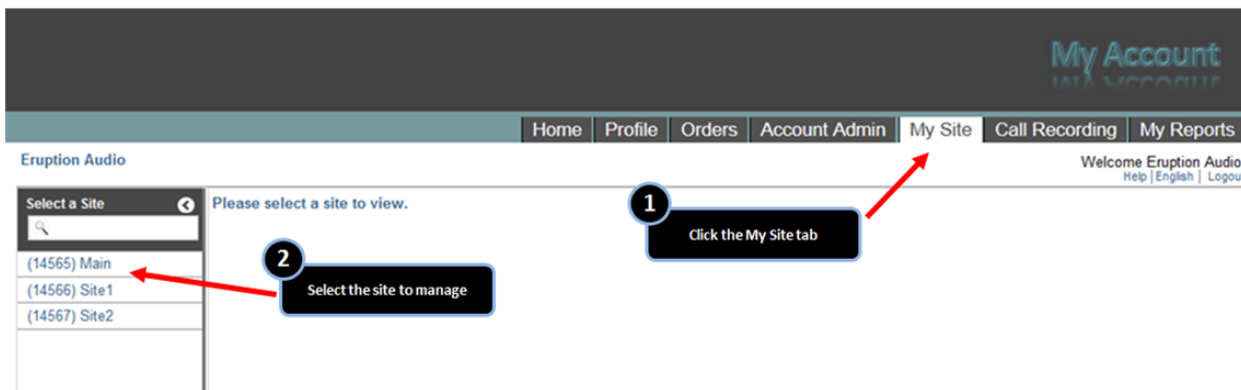 My Account
Home Profile Orders Account Admin My Site Call Recording My Reports
Eruption Audio
Welcome Eruption Audio
Help | English | Logou
Select a Site
Please select a site to view.
1
Click the My Site tab
(14565) Main
(14566) Site1
(14567) Site2
2
Select the site to manage